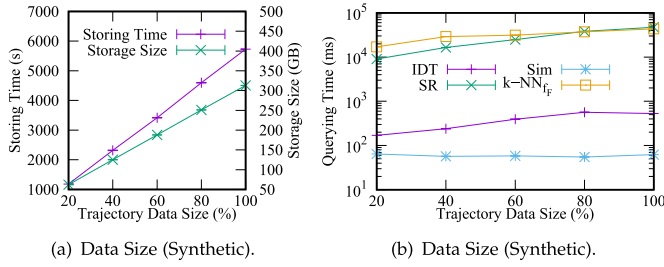 7000
6000
5000
4000
3000
2000
1000
Storing Time (s)
Storing Time
Storage Size
500
450
400
350
300
250
200
150
100
50
Storage Size (GB)
20 40 60 80 100
Trajectory Data Size (%)
(a) Data Size (Synthetic).
10^5
10^4
10^3
10^2
10^1
Querying Time (ms)
IDT Sim
SR k−NN_{f_F}
20 40 60 80 100
Trajectory Data Size (%)
(b) Data Size (Synthetic).